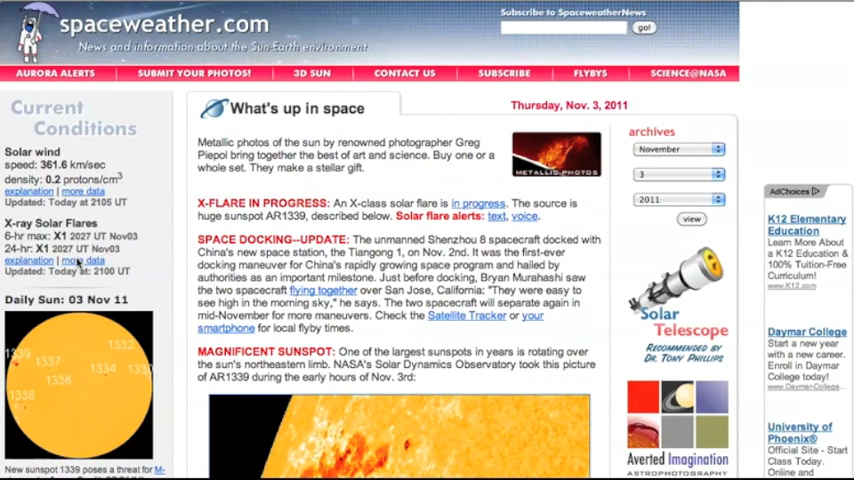 spaceweather.com
News and information about the Sun-Earth environment
Subscribe to SpaceweatherNews
go!
AURORA ALERTS
SUBMIT YOUR PHOTOS!
3D SUN
CONTACT US
SUBSCRIBE
FLYBYS
SCIENCE@NASA
Current
Conditions
Solar wind
speed: 361.6 km/sec
density: 0.2 protons/cm3
explanation | more data
Updated: Today at 2105 UT
X-ray Solar Flares
6-hr max: X1 2027 UT Nov03
24-hr: X1 2027 UT Nov03
explanation | more data
Updated: Today at: 2100 UT
Daily Sun: 03 Nov 11
1332
1339
1337
1334
1336
1338
New sunspot 1339 poses a threat for M-
What's up in space
Thursday, Nov. 3, 2011
Metallic photos of the sun by renowned photographer Greg
Piepol bring together the best of art and science. Buy one or a
whole set. They make a stellar gift.
METALLIC PHOTOS
X-FLARE IN PROGRESS: An X-class solar flare is in progress. The source is
huge sunspot AR1339, described below. Solar flare alerts: text, voice.
SPACE DOCKING--UPDATE: The unmanned Shenzhou 8 spacecraft docked with
China's new space station, the Tiangong 1, on Nov. 2nd. It was the first-ever
docking maneuver for China's rapidly growing space program and hailed by
authorities as an important milestone. Just before docking, Bryan Murahashi saw
the two spacecraft flying together over San Jose, California: "They were easy to
see high in the morning sky," he says. The two spacecraft will separate again in
mid-November for more maneuvers. Check the Satellite Tracker or your
smartphone for local flyby times.
MAGNIFICENT SUNSPOT: One of the largest sunspots in years is rotating over
the sun's northeastern limb. NASA's Solar Dynamics Observatory took this picture
of AR1339 during the early hours of Nov. 3rd:
archives
November
3
2011
view
Solar
Telescope
RECOMMENDED BY
DR. TONY PHILLIPS
Averted Imagination
ASTROPHOTOGRAPHY
AdChoices
K12 Elementary
Education
Learn More About
a K12 Elementary &
100% Tuition-Free
Curriculum!
www.K12.com
Daymar College
Start a new year
with a new career.
Enroll in Daymar
College today!
www.Daymar-College...
University of
Phoenix®
Official Site - Start
Class Today.
Online and